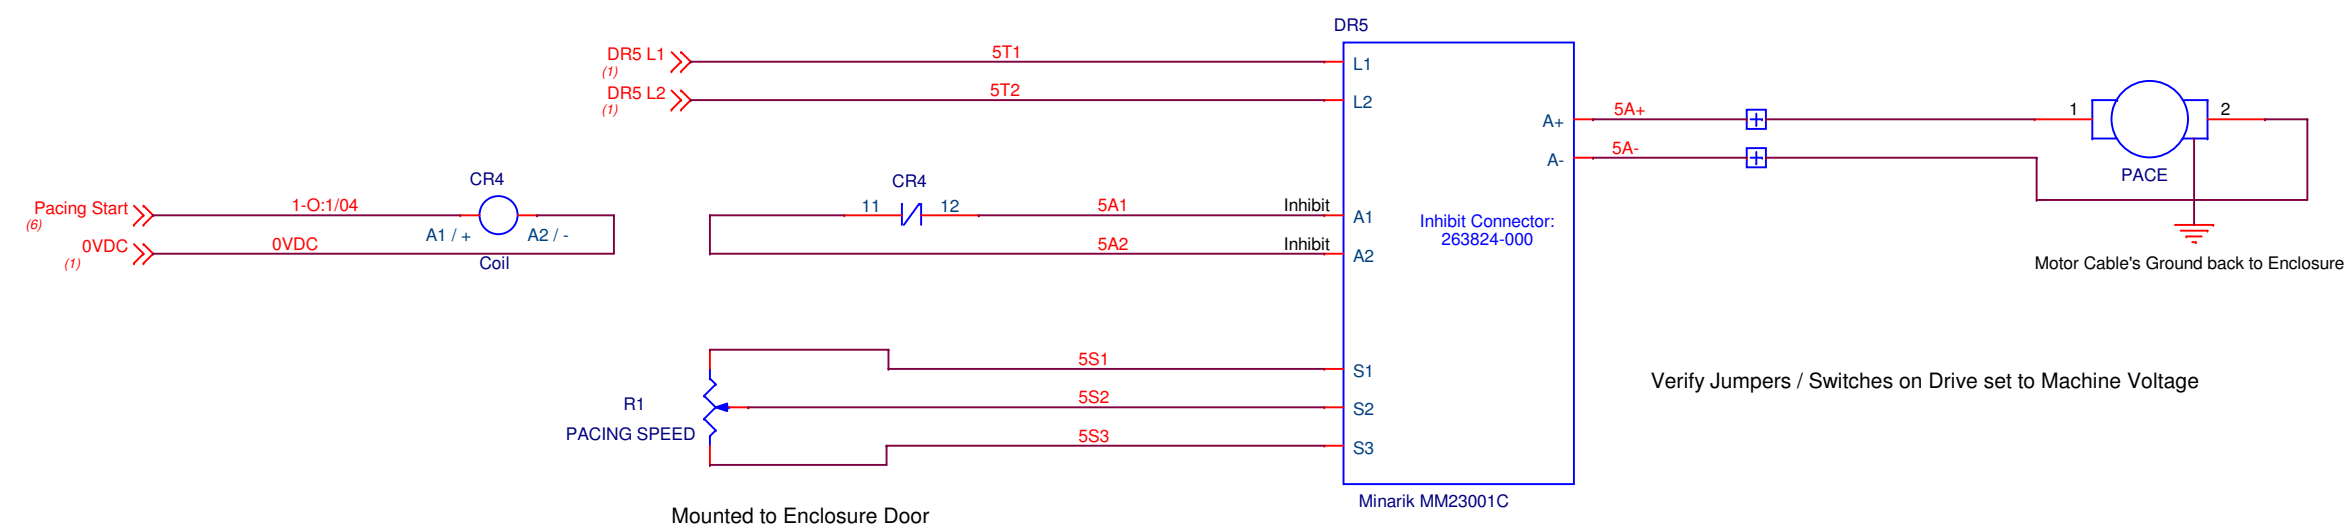 DR5
DR5 L1
(1)
5T1
L1
DR5 L2
(1)
5T2
L2
A+
5A+
1
2
A-
5A-
PACE
CR4
Pacing Start
(6)
1-O:1/04
A1 / +
A2 / -
0VDC
(1)
0VDC
Coil
CR4
11
12
5A1
Inhibit
A1
5A2
Inhibit
A2
Inhibit Connector:
263824-000
Motor Cable's Ground back to Enclosure
5S1
S1
R1
PACING SPEED
5S2
S2
5S3
S3
Verify Jumpers / Switches on Drive set to Machine Voltage
Minarik MM23001C
Mounted to Enclosure Door